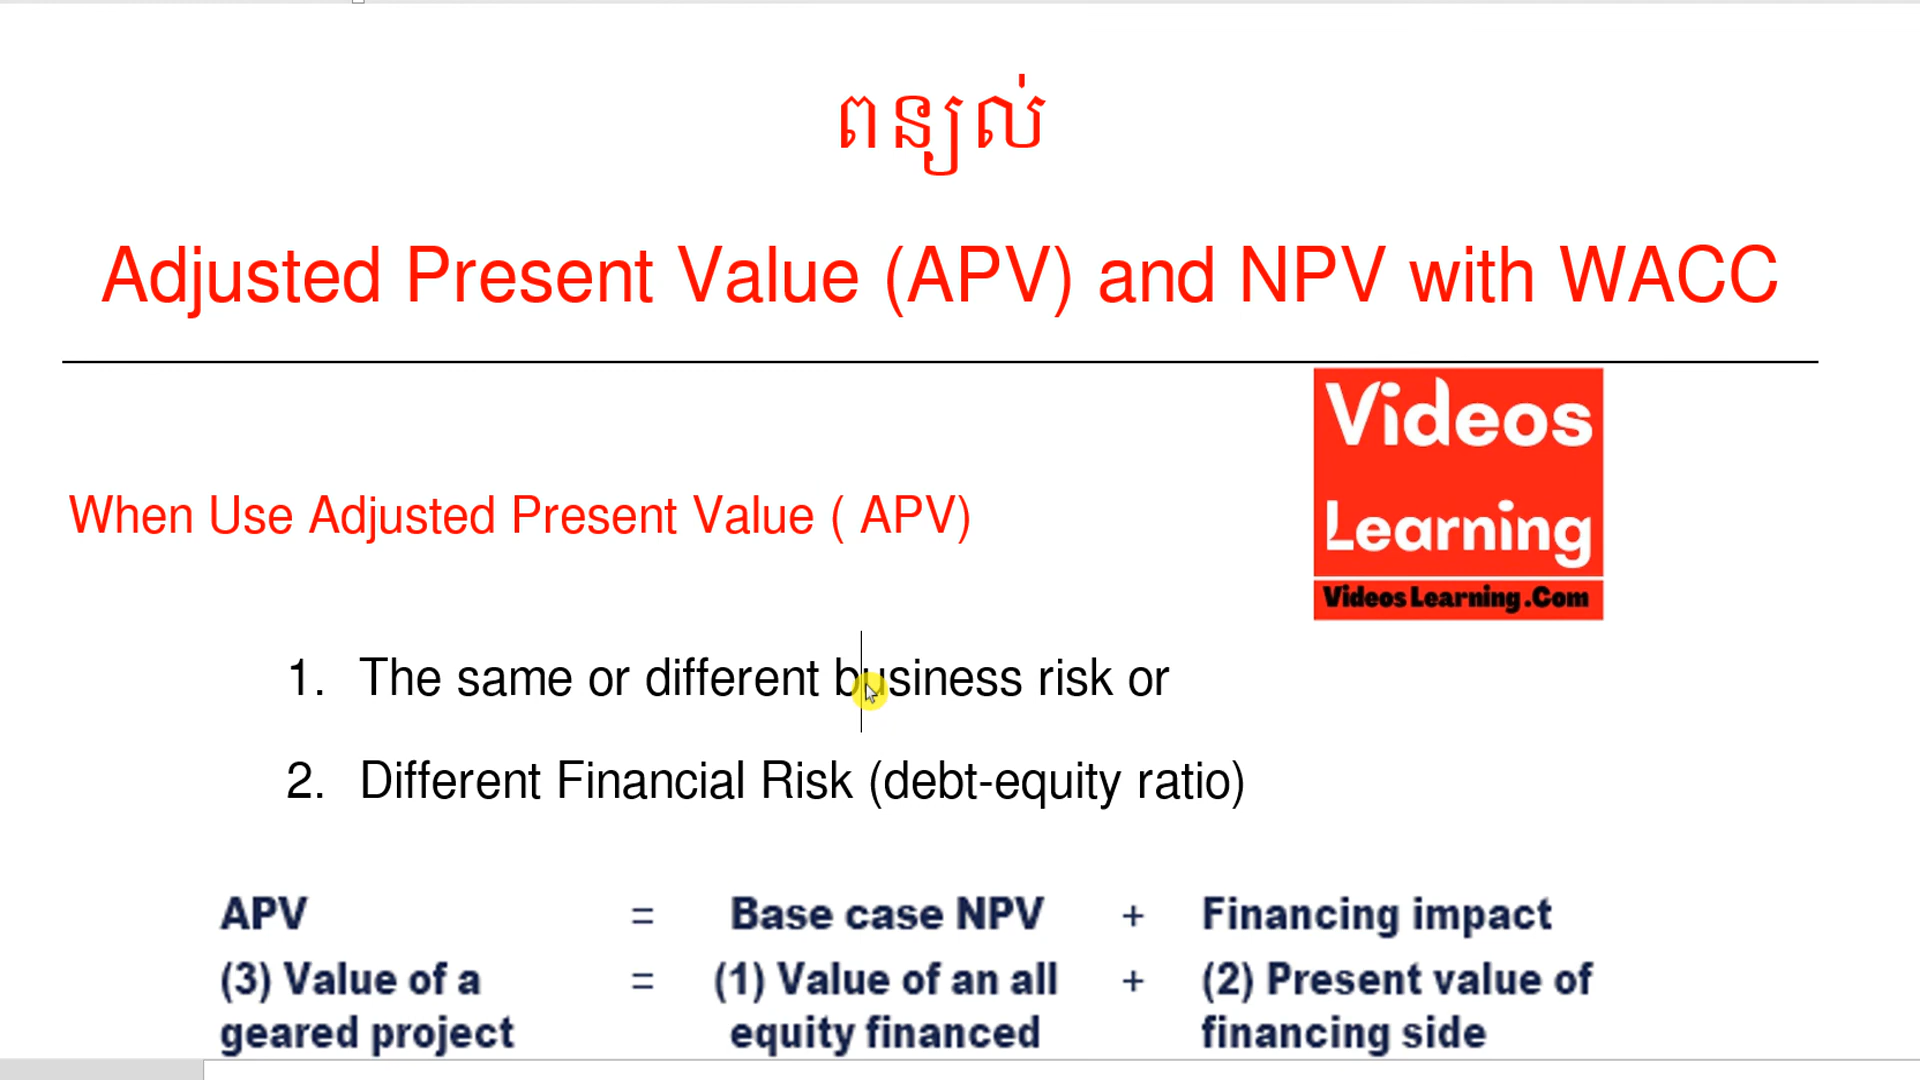 ពន្យល់
Adjusted Present Value (APV) and NPV with WACC
Videos
Learning
Videos Learning .Com
When Use Adjusted Present Value ( APV)
1. The same or different business risk or
2. Different Financial Risk (debt-equity ratio)
APV = Base case NPV + Financing impact
(3) Value of a = (1) Value of an all + (2) Present value of
geared project equity financed financing side